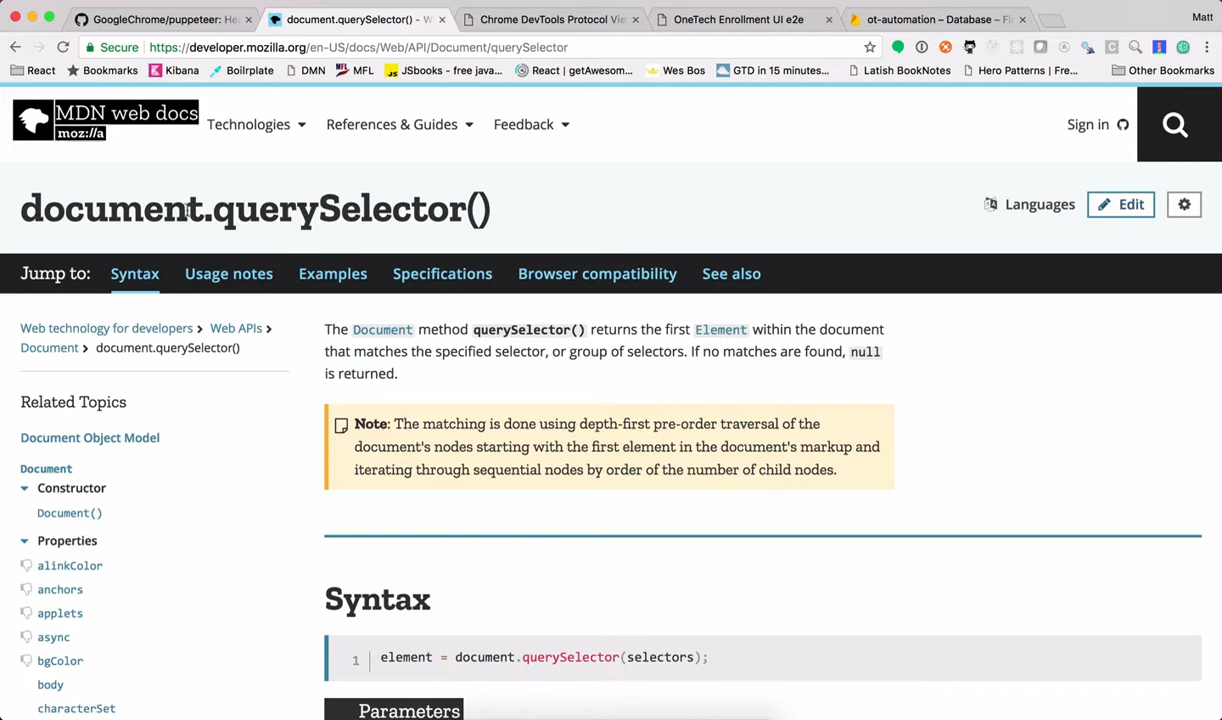 GoogleChrome/puppeteer: He
document.querySelector() - W
Chrome DevTools Protocol Vie
OneTech Enrollment UI e2e
ot-automation – Database – Fi
Matt
Secure
https://developer.mozilla.org/en-US/docs/Web/API/Document/querySelector
React
Bookmarks
Kibana
Boilrplate
DMN
MFL
JSbooks - free java...
React | getAwesom...
Wes Bos
GTD in 15 minutes...
Latish BookNotes
Hero Patterns | Fre...
Other Bookmarks
MDN web docs
moz://a
Technologies
References & Guides
Feedback
Sign in
document.querySelector()
Languages
Edit
Jump to:
Syntax
Usage notes
Examples
Specifications
Browser compatibility
See also
Web technology for developers
Web APIs
Document
document.querySelector()
Related Topics
Document Object Model
Document
Constructor
Document()
Properties
alinkColor
anchors
applets
async
bgColor
body
characterSet
The Document method querySelector() returns the first Element within the document
that matches the specified selector, or group of selectors. If no matches are found, null
is returned.
Note: The matching is done using depth-first pre-order traversal of the
document's nodes starting with the first element in the document's markup and
iterating through sequential nodes by order of the number of child nodes.
Syntax
1 element = document.querySelector(selectors);
Parameters